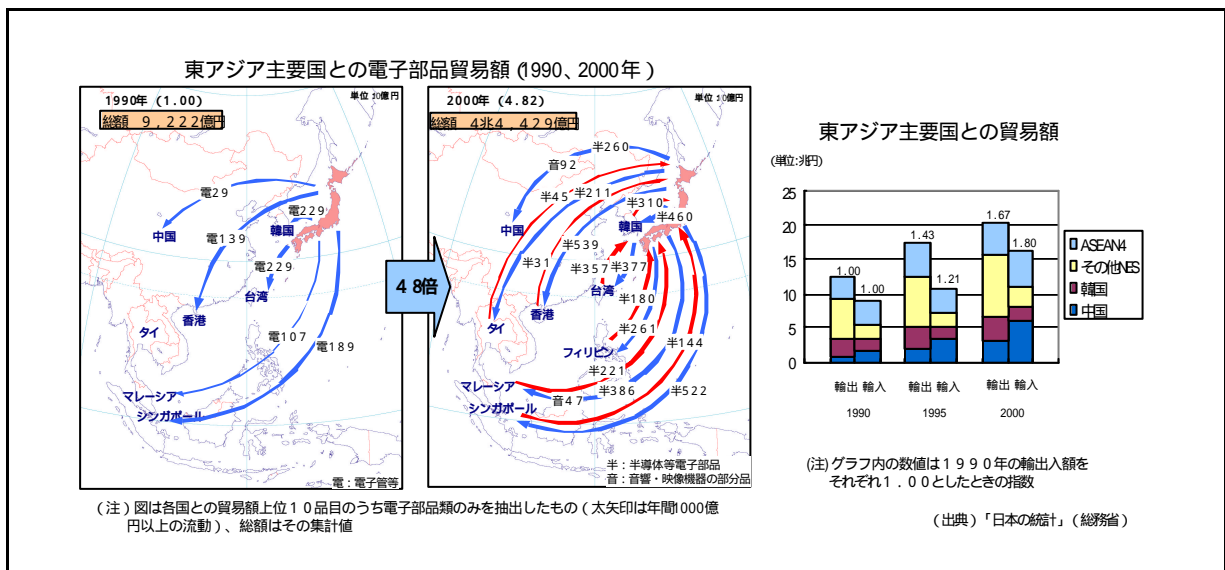 東アジア主要国との電子部品貿易額 (1990、2000年 )
1990年 (1.00)
単位:10億円
総額 9,222億円
電29
電229
中国
韓国
電139
電229
台湾
香港
タイ
電107
電189
マレーシア
シンガポール
電:電子管等
4 8倍
2000年 (4.82)
単位:10億円
総額 4兆4,429億円
半260
音92
半45
半211
半310
中国
韓国
半460
半539
半31
半357
半377
台湾
半180
タイ
香港
半261
フィリピン
半144
半221
マレーシア
半386
半522
シンガポール
音47
半:半導体等電子部品
音:音響・映像機器の部分品
(注)図は各国との貿易額上位10品目のうち電子部品類のみを抽出したもの(太矢印は年間1000億
円以上の流動)、総額はその集計値
東アジア主要国との貿易額
(単位:兆円)
25
20
15
10
5
0
1.00
1.00
1.43
1.21
1.67
1.80
輸出 輸入
輸出 輸入
輸出 輸入
1990
1995
2000
ASEAN4
その他NIES
韓国
中国
(注)グラフ内の数値は1990年の輸出入額を
それぞれ1.00としたときの指数
(出典)「日本の統計」(総務省)